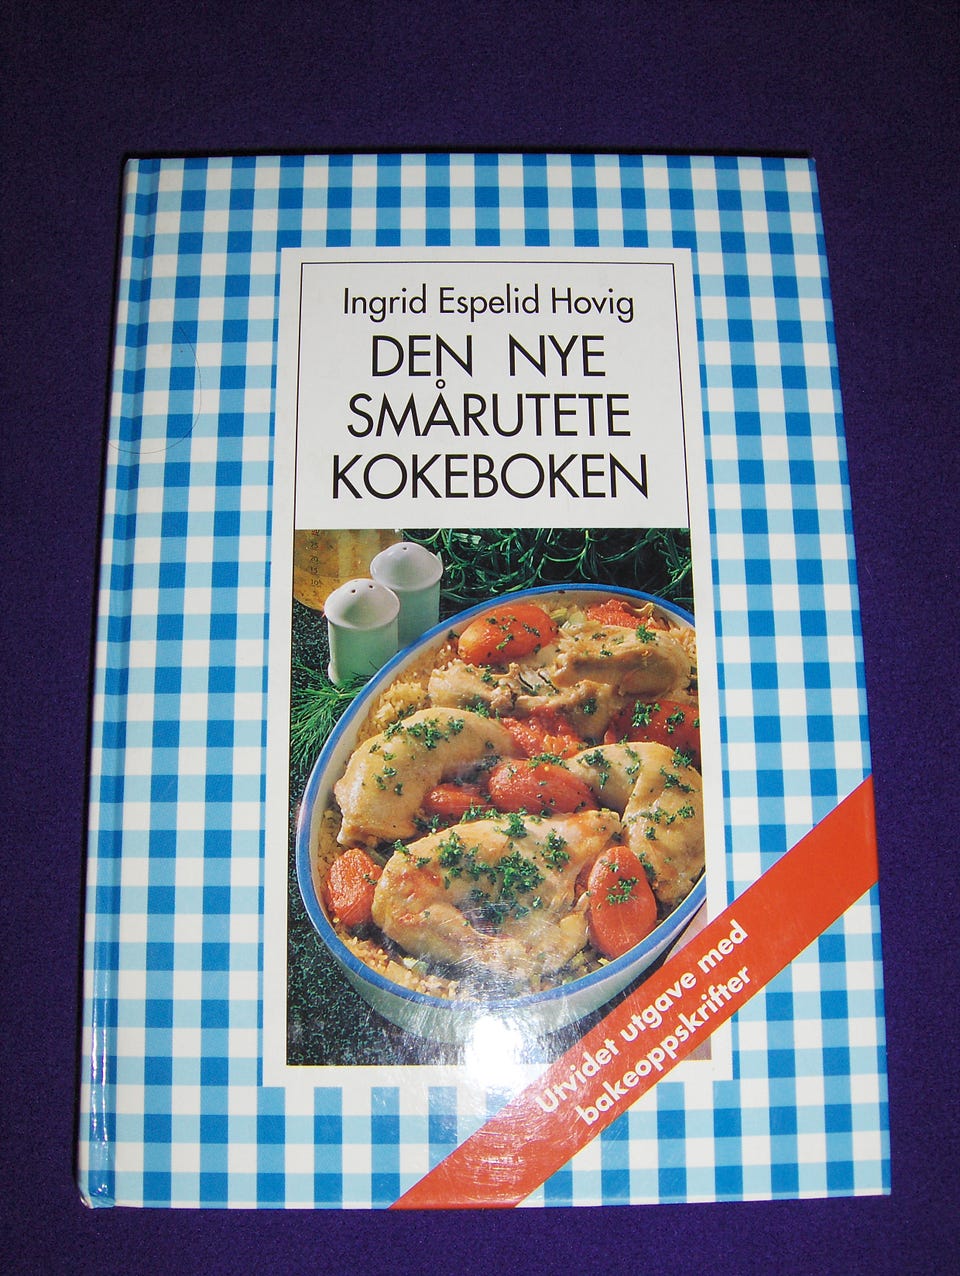 Ingrid Espelid Hovig
DEN NYE
SMÅRUTETE
KOKEBOKEN
Utvidet utgave med
bakeoppskrifter